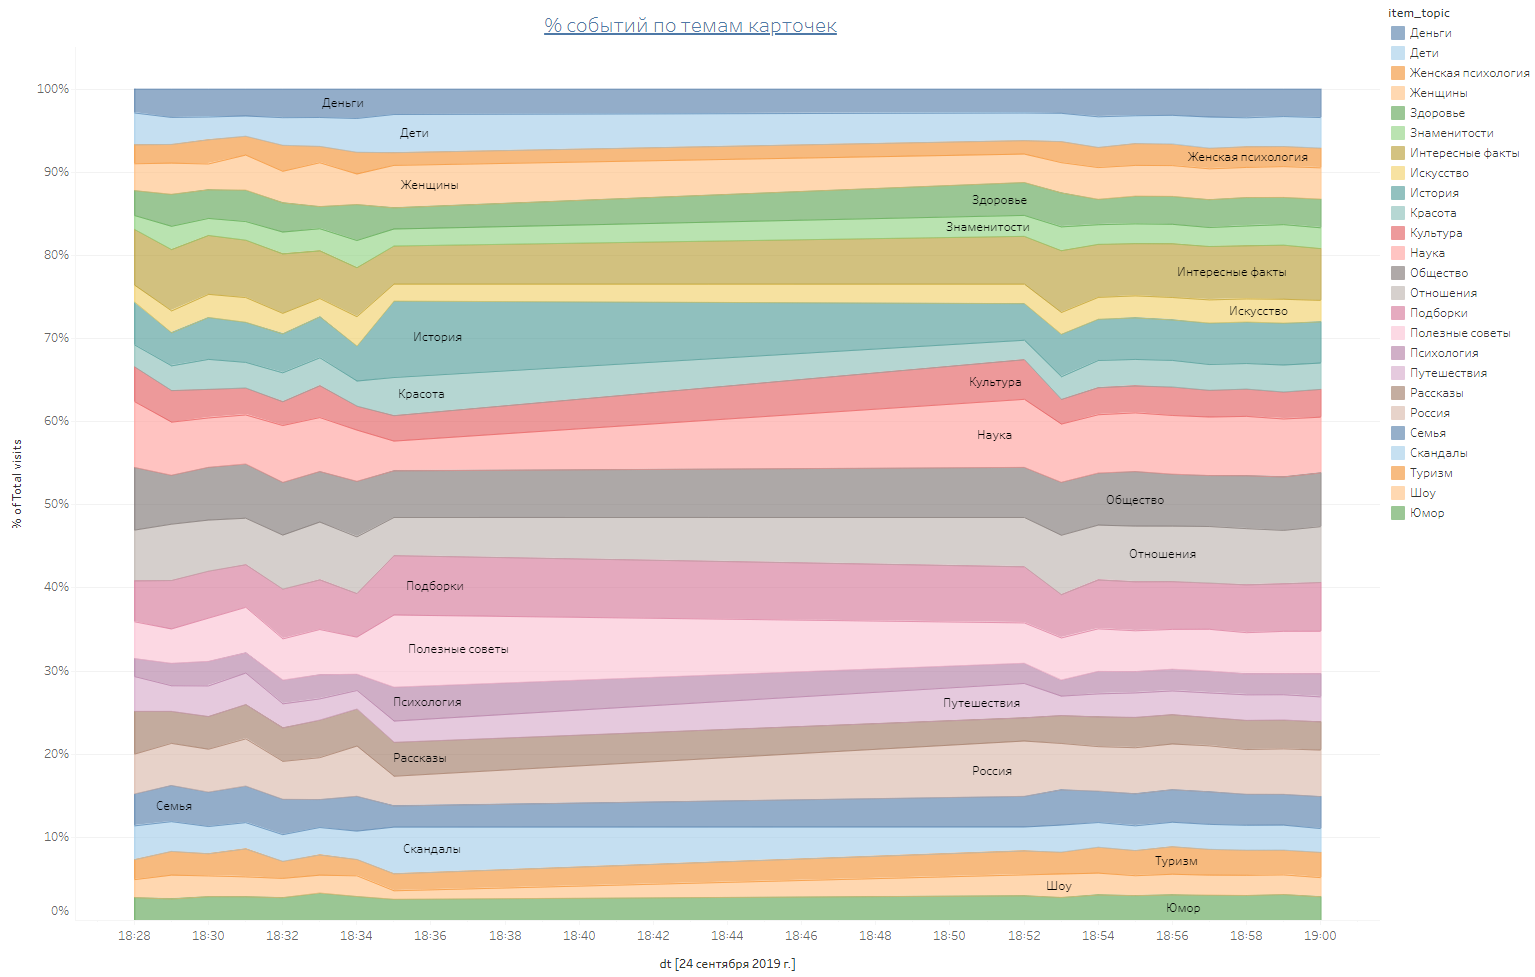 % событий по темам карточек
item_topic
Деньги
Дети
Женская психология
Женщины
Здоровье
Знаменитости
Интересные факты
Искусство
История
Красота
Культура
Наука
Общество
Отношения
Подборки
Полезные советы
Психология
Путешествия
Рассказы
Россия
Семья
Скандалы
Туризм
Шоу
Юмор
% of Total visits
100%
90%
80%
70%
60%
50%
40%
30%
20%
10%
0%
Деньги
Дети
Женская психология
Женщины
Здоровье
Знаменитости
Интересные факты
Искусство
История
Культура
Красота
Наука
Общество
Отношения
Подборки
Полезные советы
Психология
Путешествия
Рассказы
Россия
Семья
Скандалы
Туризм
Шоу
Юмор
18:28 18:30 18:32 18:34 18:36 18:38 18:40 18:42 18:44 18:46 18:48 18:50 18:52 18:54 18:56 18:58 19:00
dt [24 сентября 2019 г.]